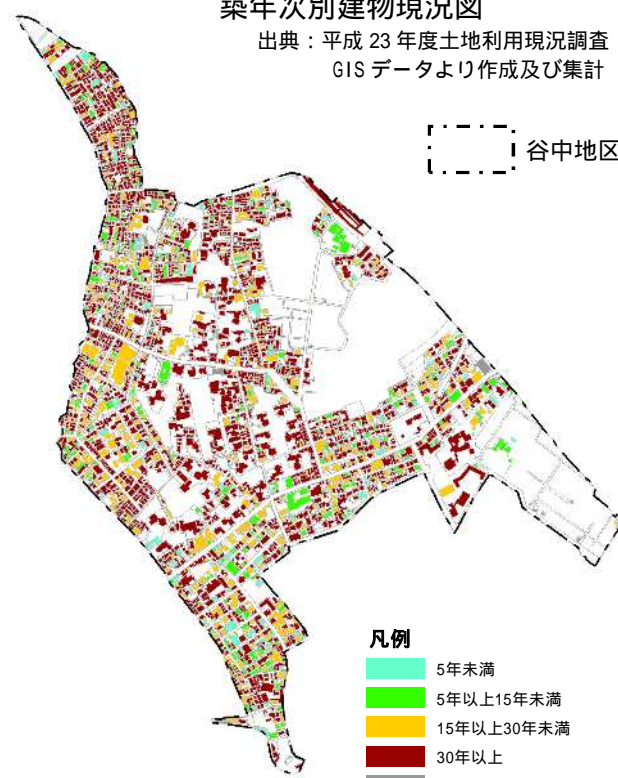 築年次別建物現況図
出典：平成 23 年度土地利用現況調査
GIS データより作成及び集計
谷中地区
凡例
5年未満
5年以上15年未満
15年以上30年未満
30年以上